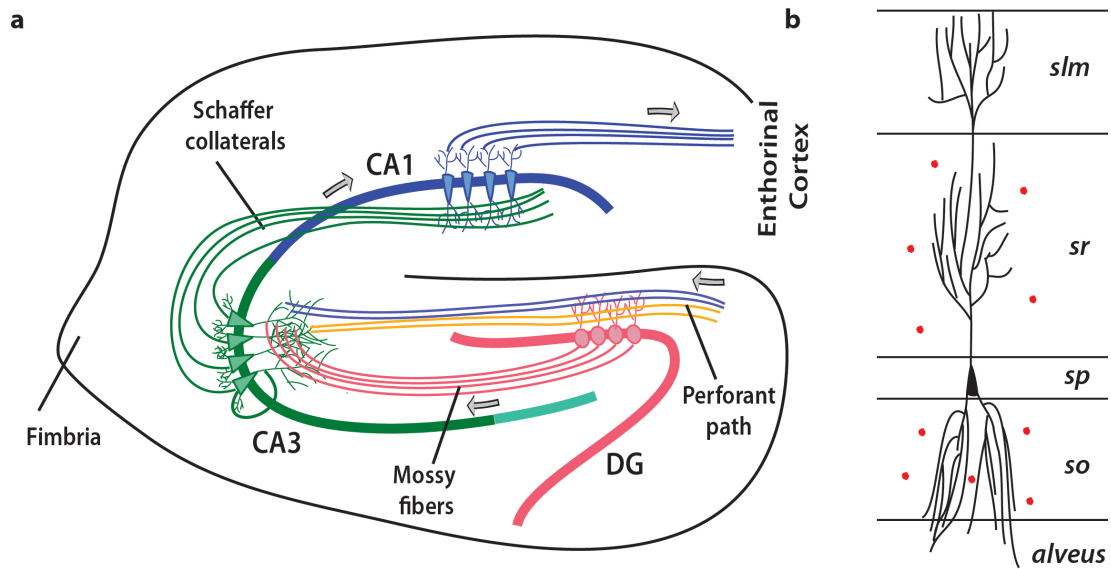 a
Schaffer
collaterals
CA1
Enthorinal
Cortex
Fimbria
CA3
Mossy
fibers
DG
Perforant
path
b
slm
sr
sp
so
alveus